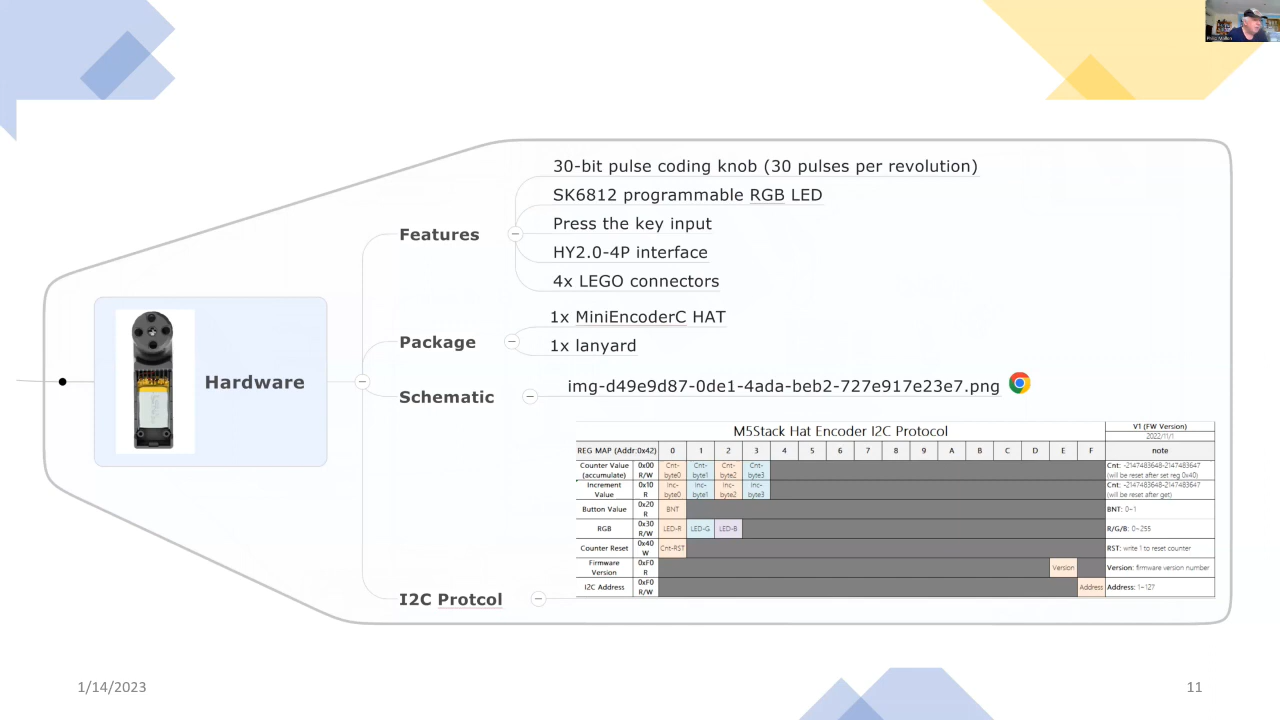 30-bit pulse coding knob (30 pulses per revolution)
SK6812 programmable RGB LED
Features
Press the key input
HY2.0-4P interface
4x LEGO connectors
1x MiniEncoderC HAT
Package
1x lanyard
Hardware
Schematic
img-d49e9d87-0de1-4ada-beb2-727e917e23e7.png
M5Stack Hat Encoder I2C Protocol
V1 (FW Version)
2022/11/1
REG MAP (Addr:0x42) 0 1 2 3 4 5 6 7 8 9 A B C D E F note
Counter Value (accumulate) 0x00 R/W Cnt-byte0 Cnt-byte1 Cnt-byte2 Cnt-byte3 Cnt: -2147483648-2147483647 (will be reset after set reg 0x40)
Increment Value 0x10 R Inc-byte0 Inc-byte1 Inc-byte2 Inc-byte3 Cnt: -2147483648-2147483647 (will be reset after get)
Button Value 0x20 R BNT BNT: 0~1
RGB 0x30 R/W LED-R LED-G LED-B R/G/B: 0~255
Counter Reset 0x40 W Cnt-RST RST: write 1 to reset counter
Firmware Version 0xF0 R Version Version: firmware version number
I2C Address 0xF0 R/W Address Address: 1~127
I2C Protcol
1/14/2023
11